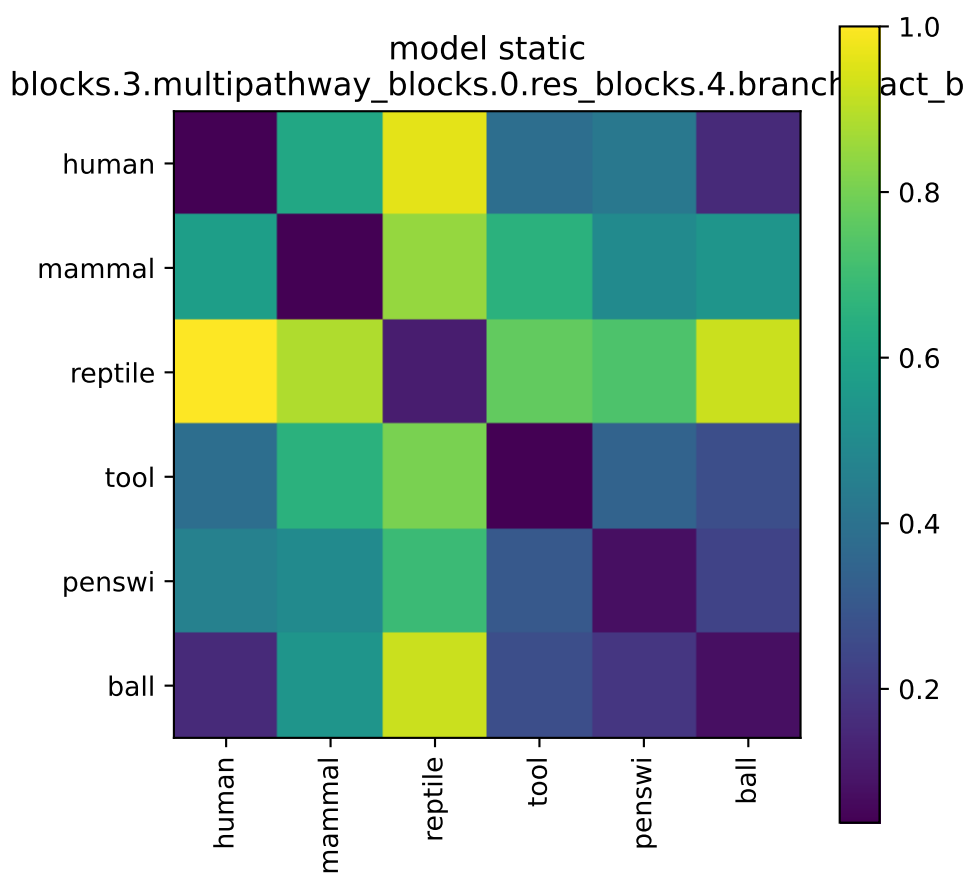 model static
blocks.3.multipathway_blocks.0.res_blocks.4.branch act_b
1.0
human
0.8
mammal
reptile
0.6
tool
0.4
penswi
0.2
ball
human
mammal
reptile
tool
penswi
ball